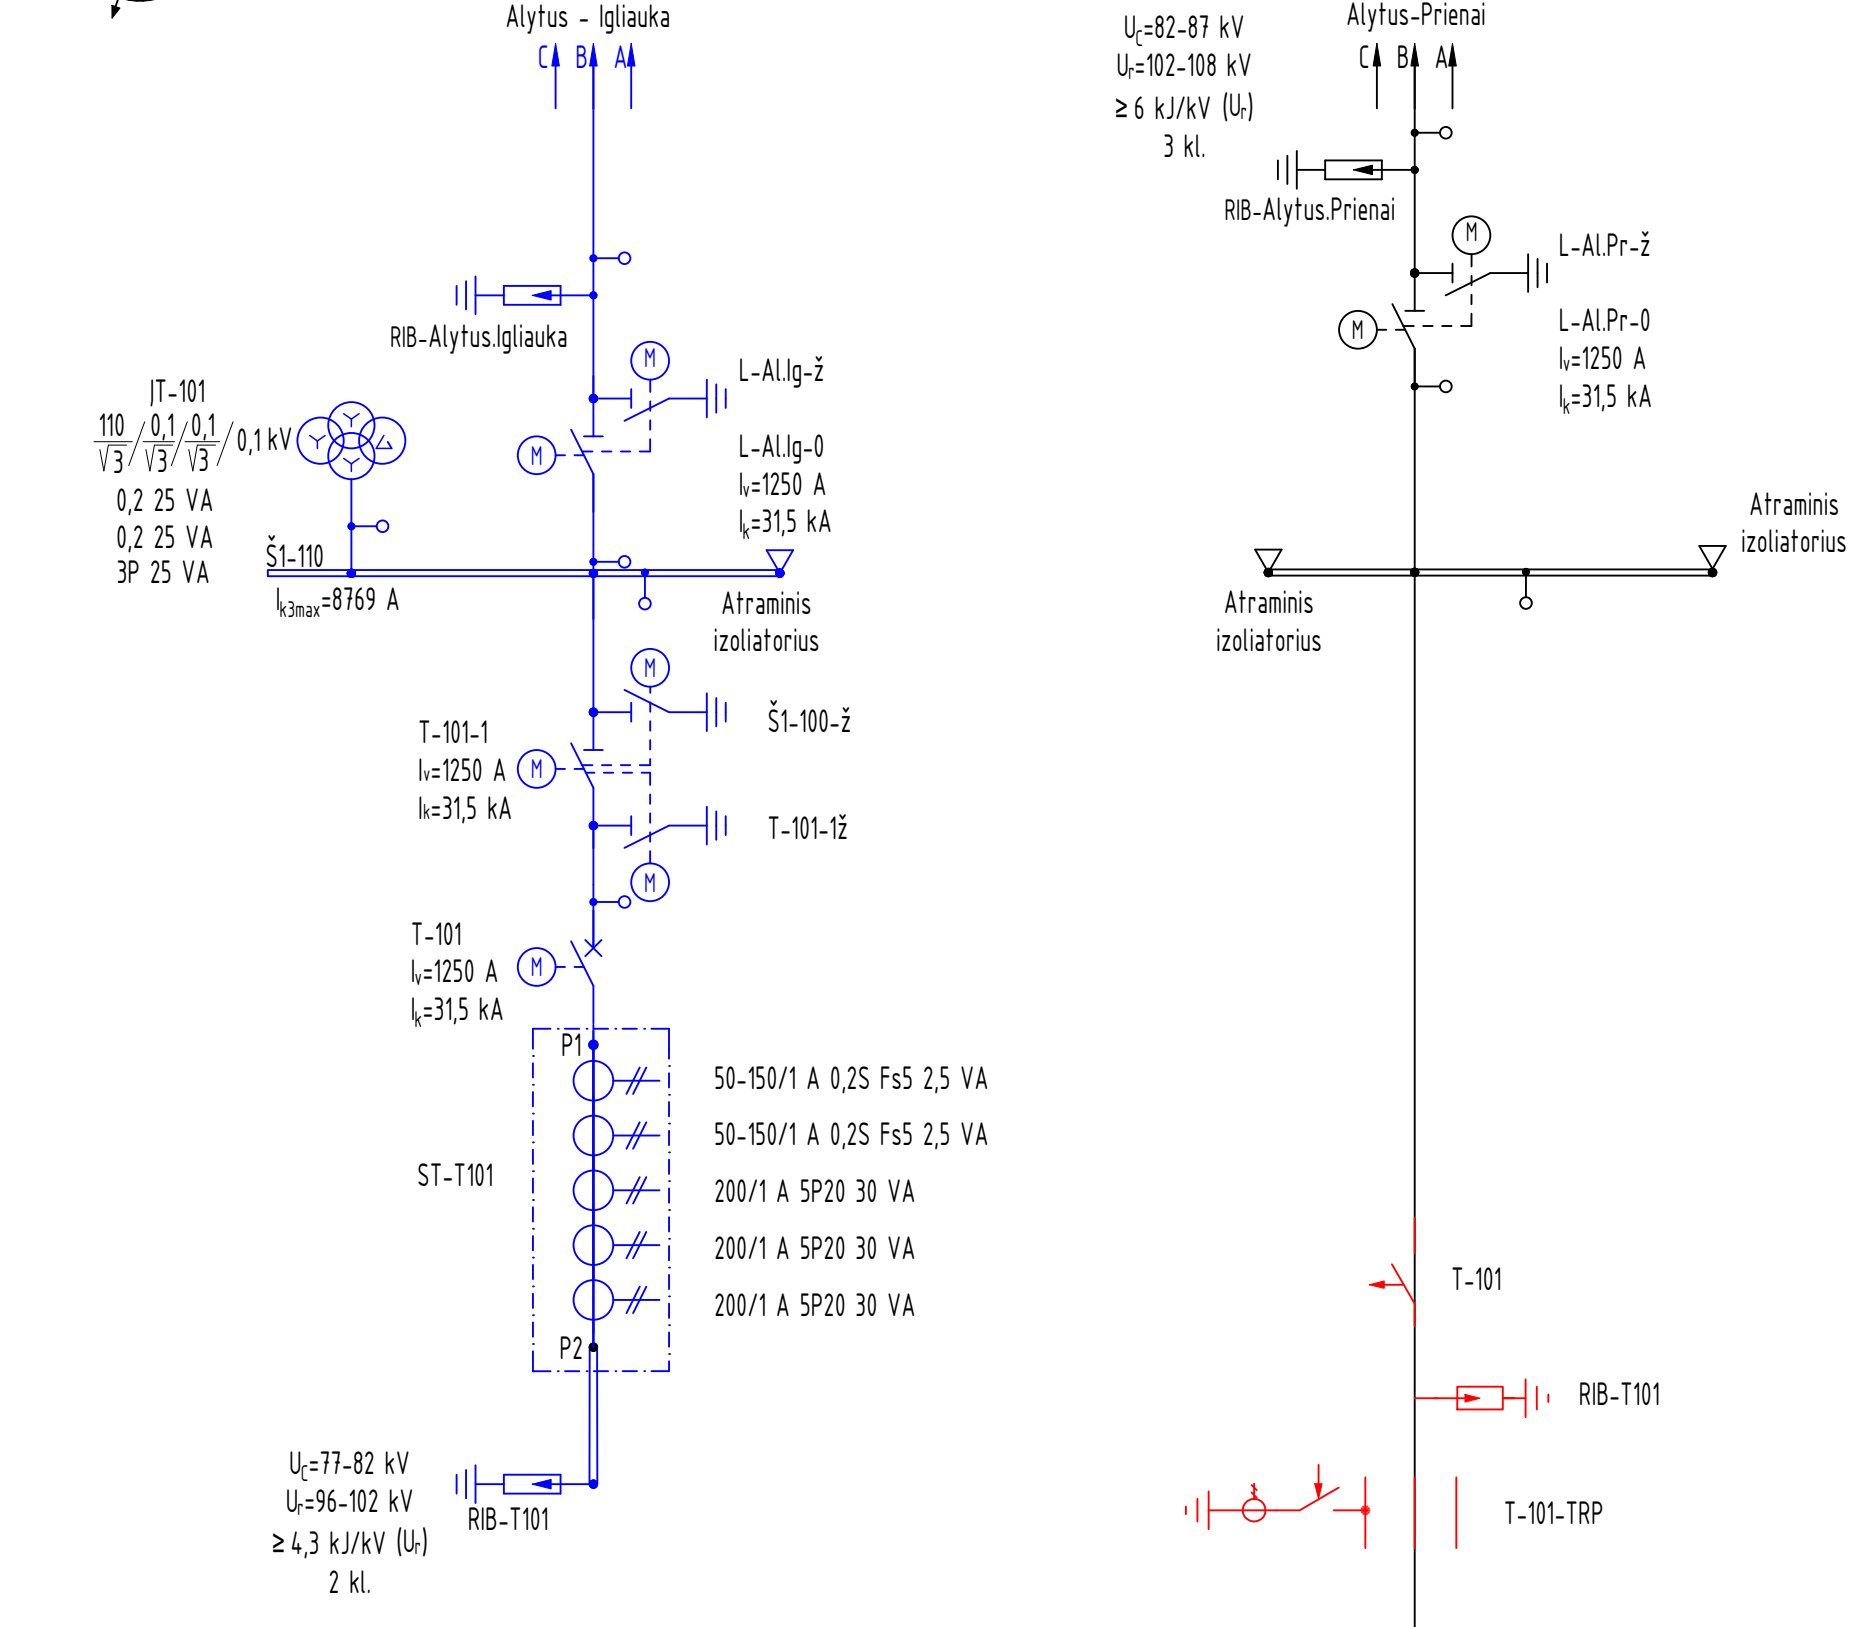 Alytus - Igliauka
C B A
RIB-Alytus.Igliauka
M
L-Al.Ig-ž
JT-101
110/√3 / 0,1/√3 / 0,1/√3 / 0,1 kV
0,2 25 VA
0,2 25 VA
3P 25 VA
M
L-Al.Ig-0
Iv=1250 A
Ik=31,5 kA
Š1-110
Ik3max=8769 A
Atraminis
izoliatorius
M
Š1-100-ž
T-101-1
Iv=1250 A
Ik=31,5 kA
M
T-101-1ž
M
T-101
Iv=1250 A
Ik=31,5 kA
M
P1
50-150/1 A 0,2S Fs5 2,5 VA
50-150/1 A 0,2S Fs5 2,5 VA
ST-T101
200/1 A 5P20 30 VA
200/1 A 5P20 30 VA
200/1 A 5P20 30 VA
P2
UC=77-82 kV
Ur=96-102 kV
≥4,3 kJ/kV (Ur)
2 kl.
RIB-T101
Alytus-Prienai
C B A
UC=82-87 kV
Ur=102-108 kV
≥6 kJ/kV (Ur)
3 kl.
RIB-Alytus.Prienai
M
L-Al.Pr-ž
M
L-Al.Pr-0
Iv=1250 A
Ik=31,5 kA
Atraminis
izoliatorius
Atraminis
izoliatorius
T-101
RIB-T101
T-101-TRP